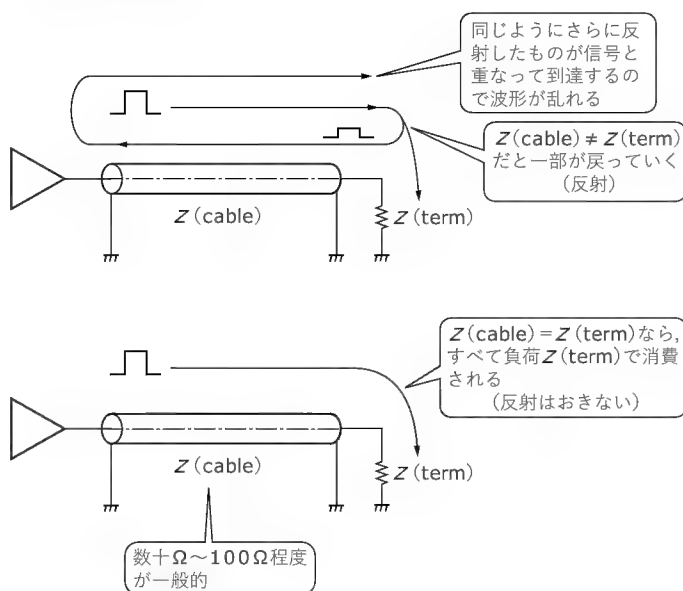 同じようにさらに反
射したものが信号と
重なって到達するの
で波形が乱れる
Z(cable)≠Z(term)
だと一部が戻っていく
(反射)
Z(cable)
Z(term)
Z(cable)=Z(term)なら,
すべて負荷Z(term)で消費
される
(反射はおきない)
Z(cable)
Z(term)
数十Ω～100Ω程度
が一般的